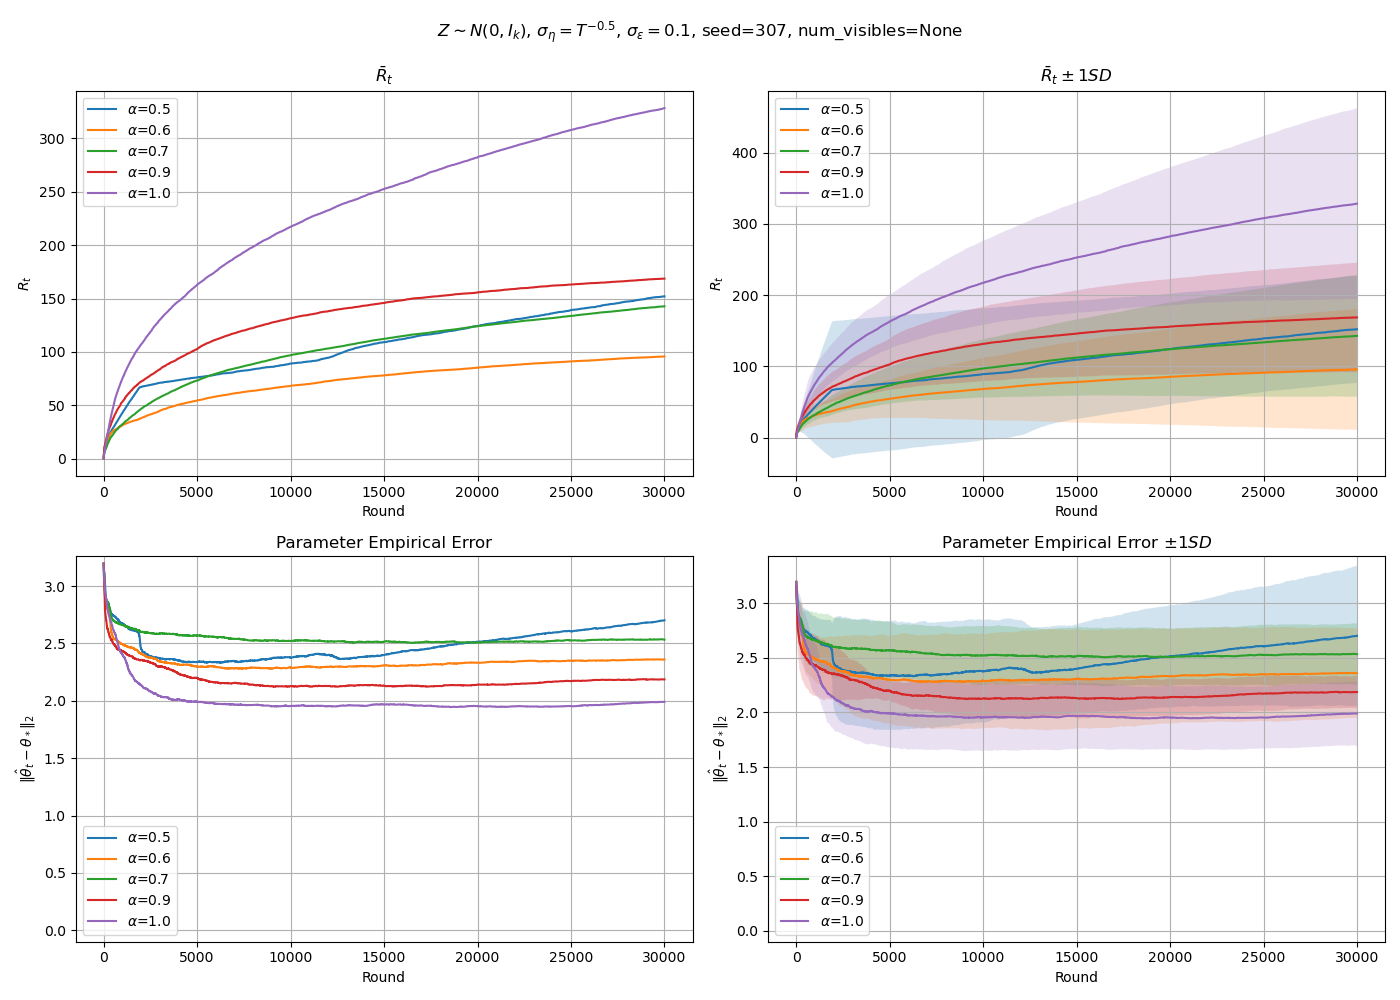 Z ∼ N(0, I_k), σ_η = T^{−0.5}, σ_ε = 0.1, seed=307, num_visibles=None
R̄_t
R_t
300
250
200
150
100
50
0
α=0.5
α=0.6
α=0.7
α=0.9
α=1.0
0 5000 10000 15000 20000 25000 30000
Round
R̄_t ± 1SD
R_t
400
300
200
100
0
α=0.5
α=0.6
α=0.7
α=0.9
α=1.0
0 5000 10000 15000 20000 25000 30000
Round
Parameter Empirical Error
‖θ̂_t − θ_*‖_2
3.0
2.5
2.0
1.5
1.0
0.5
0.0
α=0.5
α=0.6
α=0.7
α=0.9
α=1.0
0 5000 10000 15000 20000 25000 30000
Round
Parameter Empirical Error ±1SD
‖θ̂_t − θ_*‖_2
3.0
2.5
2.0
1.5
1.0
0.5
0.0
α=0.5
α=0.6
α=0.7
α=0.9
α=1.0
0 5000 10000 15000 20000 25000 30000
Round